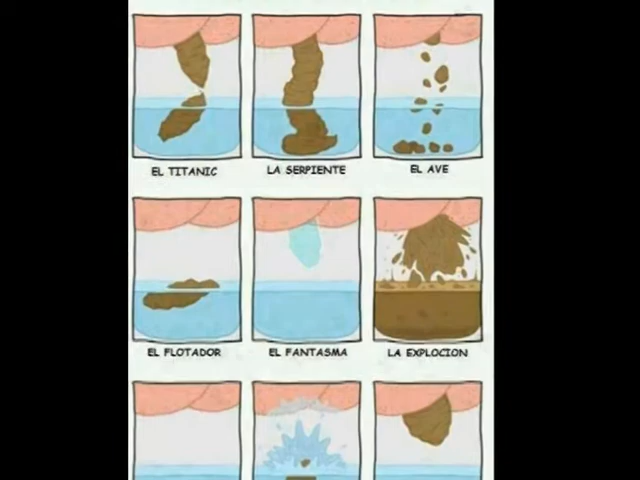 EL TITANIC
LA SERPIENTE
EL AVE
EL FLOTADOR
EL FANTASMA
LA EXPLOCION